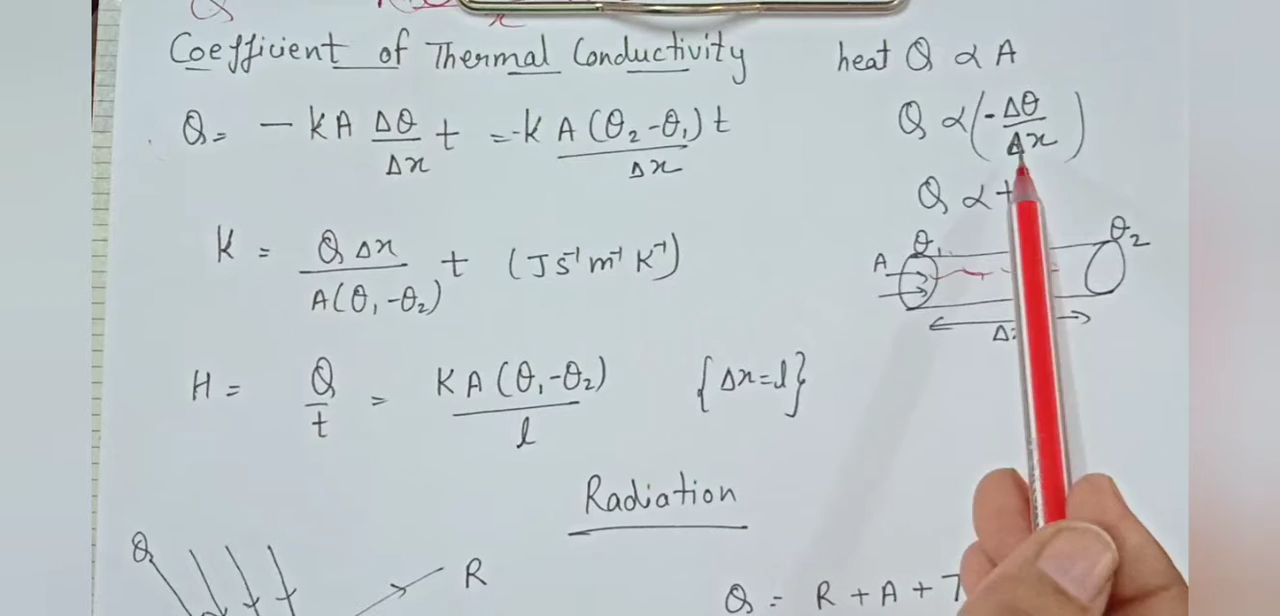 Q
Coefficient of Thermal Conductivity
heat Q α A
Q = - KA Δθ/Δx t = -K A(θ₂-θ₁)t/Δx
Q α (-Δθ/Δx)
Q α t
K = QΔx/A(θ₁-θ₂) t (J s⁻¹ m⁻¹ K⁻¹)
A θ₁ θ₂
H = Q/t = KA(θ₁-θ₂)/l {Δx=l}
Radiation
Q R
Q = R + A + T